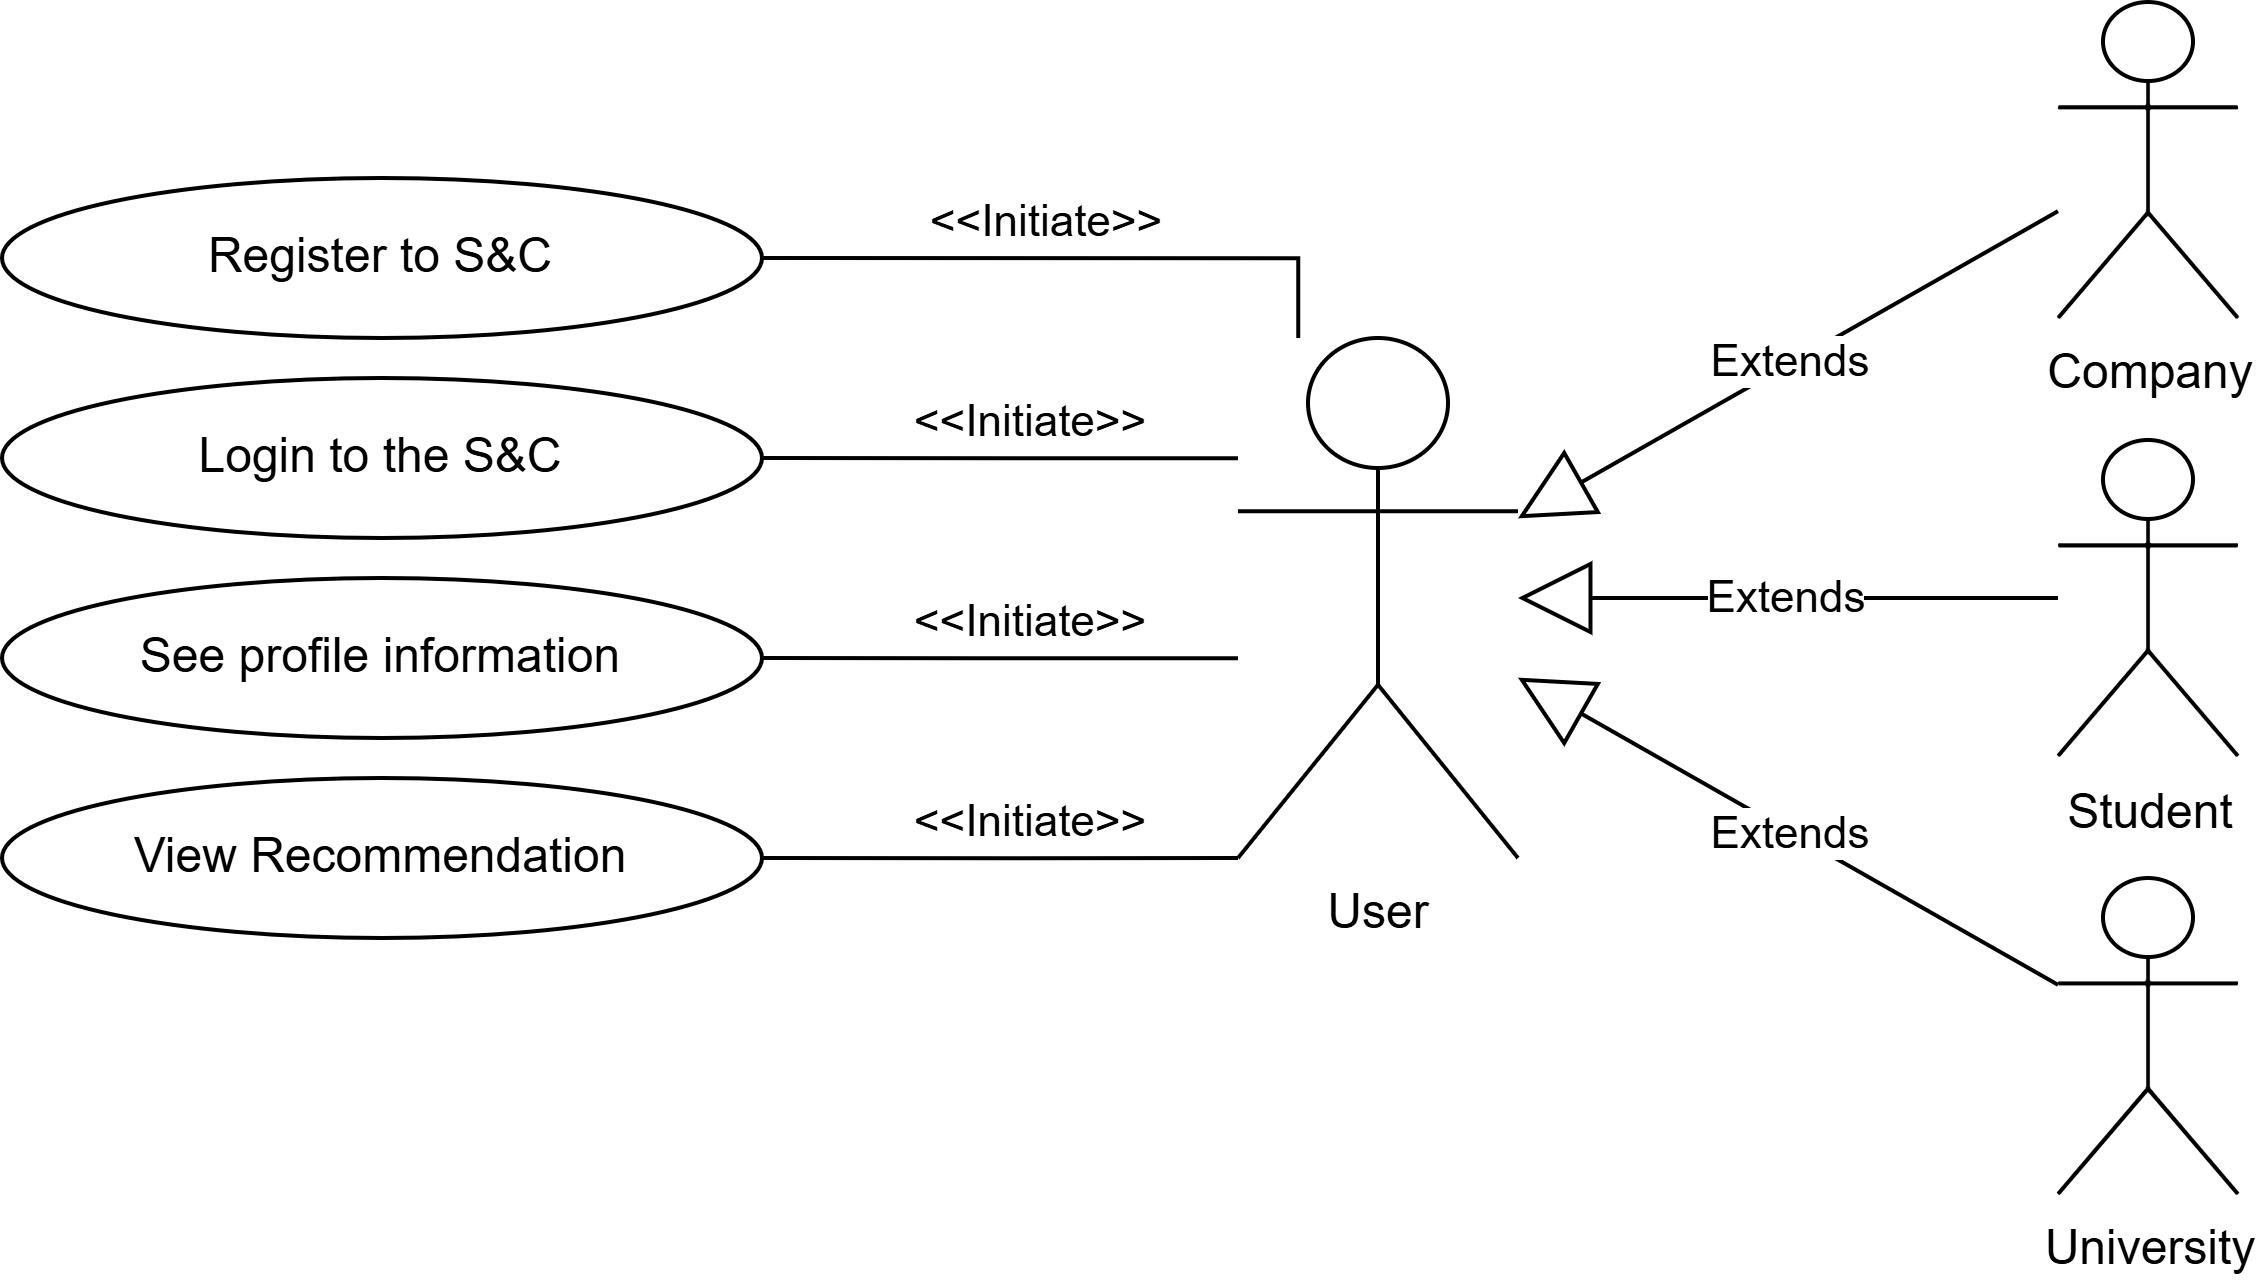 Register to S&C
<<Initiate>>
Login to the S&C
<<Initiate>>
See profile information
<<Initiate>>
View Recommendation
<<Initiate>>
User
Extends
Extends
Extends
Company
Student
University